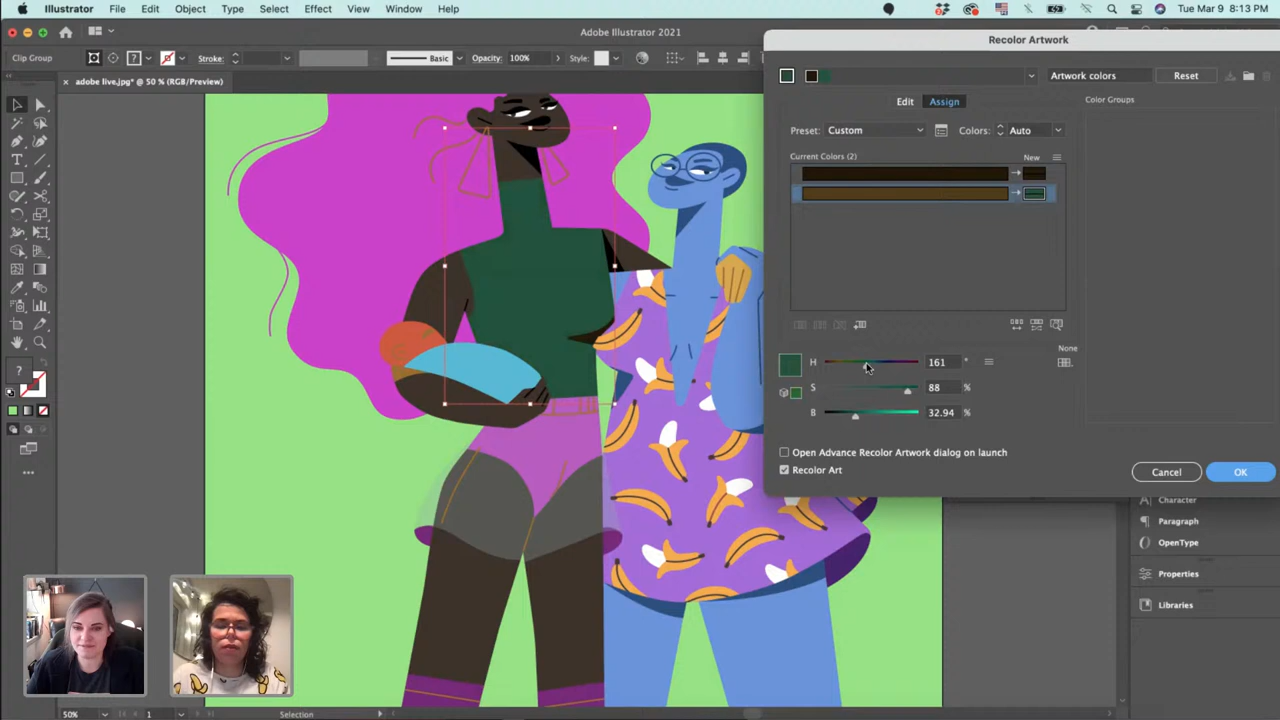 Illustrator File Edit Object Type Select Effect View Window Help
Tue Mar 9 8:13 PM
Adobe Illustrator 2021
Recolor Artwork
Clip Group
?
Stroke:
Basic
Opacity: 100%
Style:
× adobe live.jpg* @ 50 % (RGB/Preview)
Artwork colors
Reset
Edit
Assign
Color Groups
Preset: Custom
Colors: Auto
Current Colors (2)
New
None
H 161 °
S 88 %
B 32.94 %
?
Open Advance Recolor Artwork dialog on launch
Recolor Art
Cancel
OK
Character
Paragraph
OpenType
Properties
Libraries
50%
1
Selection